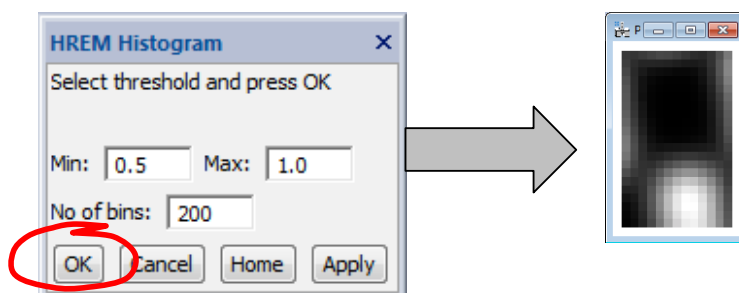 HREM Histogram
Select threshold and press OK
Min: 0.5 Max: 1.0
No of bins: 200
OK Cancel Home Apply
P